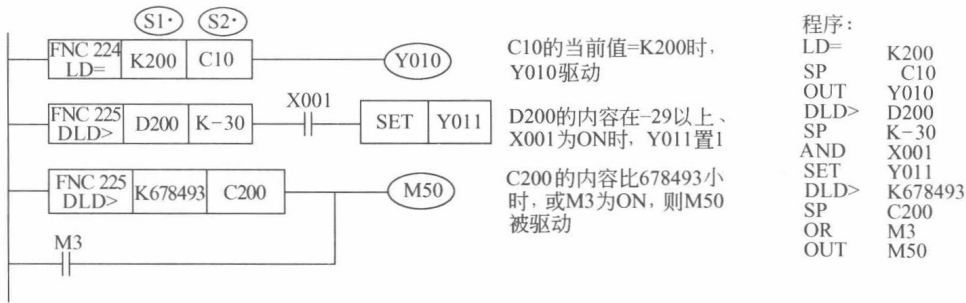 S1· S2·
FNC 224 LD= K200 C10 Y010
C10的当前值=K200时,
Y010驱动
X001
FNC 225 DLD> D200 K-30 SET Y011
D200的内容在-29以上、
X001为ON时, Y011置1
FNC 225 DLD> K678493 C200 M50
C200的内容比678493小
时, 或M3为ON, 则M50
被驱动
M3
程序:
LD= K200
SP C10
OUT Y010
DLD> D200
SP K-30
AND X001
SET Y011
DLD> K678493
SP C200
OR M3
OUT M50